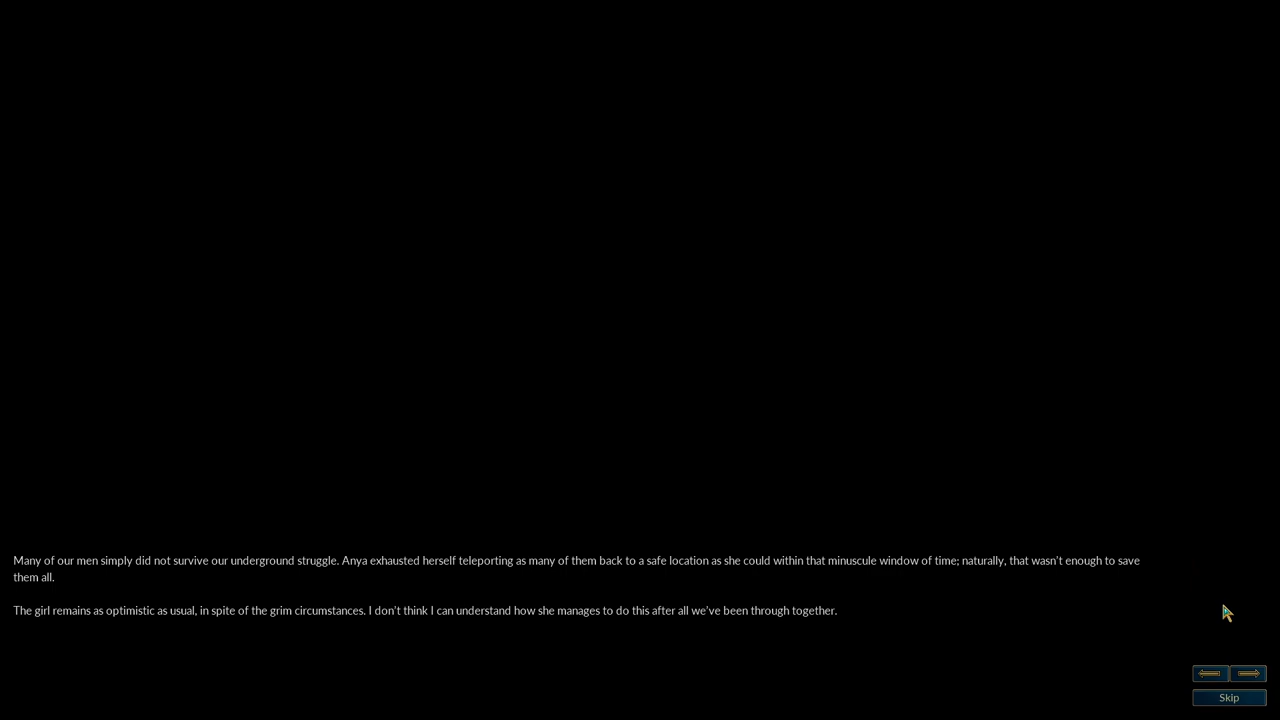 Many of our men simply did not survive our underground struggle. Anya exhausted herself teleporting as many of them back to a safe location as she could within that minuscule window of time; naturally, that wasn't enough to save
them all.
The girl remains as optimistic as usual, in spite of the grim circumstances. I don't think I can understand how she manages to do this after all we've been through together.
Skip